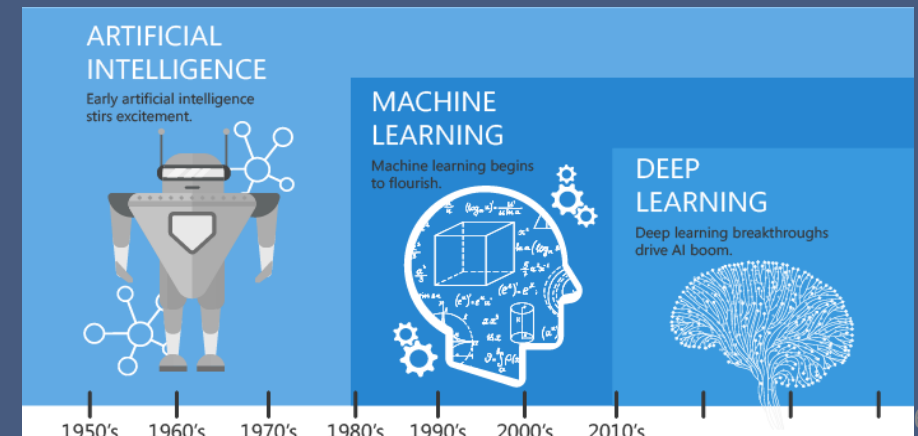 ARTIFICIAL
INTELLIGENCE
Early artificial intelligence
stirs excitement.
MACHINE
LEARNING
Machine learning begins
to flourish.
DEEP
LEARNING
Deep learning breakthroughs
drive AI boom.
1950's 1960's 1970's 1980's 1990's 2000's 2010's